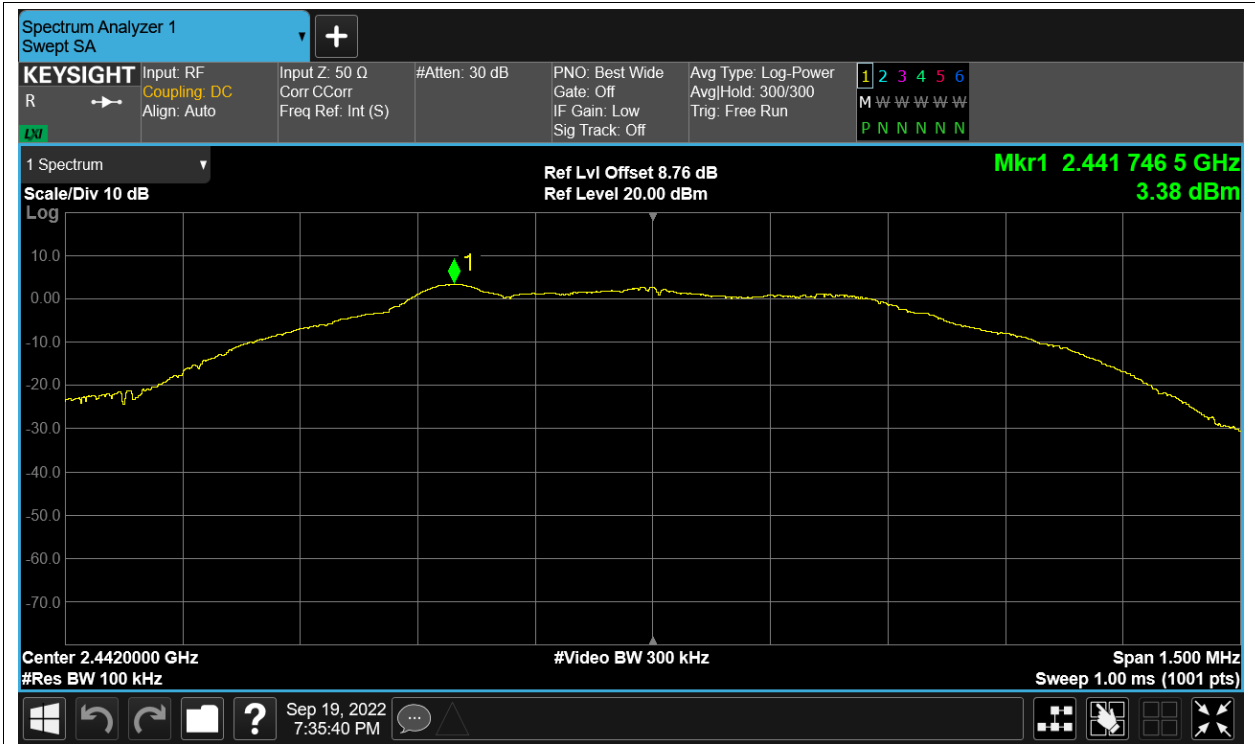 Spectrum Analyzer 1
Swept SA
KEYSIGHT
R
LXI
Input: RF
Coupling: DC
Align: Auto
Input Z: 50 Ω
Corr CCorr
Freq Ref: Int (S)
#Atten: 30 dB
PNO: Best Wide
Gate: Off
IF Gain: Low
Sig Track: Off
Avg Type: Log-Power
Avg|Hold: 300/300
Trig: Free Run
1 2 3 4 5 6
M W W W W W
P N N N N N
1 Spectrum
Scale/Div 10 dB
Log
Ref Lvl Offset 8.76 dB
Ref Level 20.00 dBm
Mkr1 2.441 746 5 GHz
3.38 dBm
1
10.0
0.00
-10.0
-20.0
-30.0
-40.0
-50.0
-60.0
-70.0
Center 2.4420000 GHz
#Res BW 100 kHz
#Video BW 300 kHz
Span 1.500 MHz
Sweep 1.00 ms (1001 pts)
?
Sep 19, 2022
7:35:40 PM